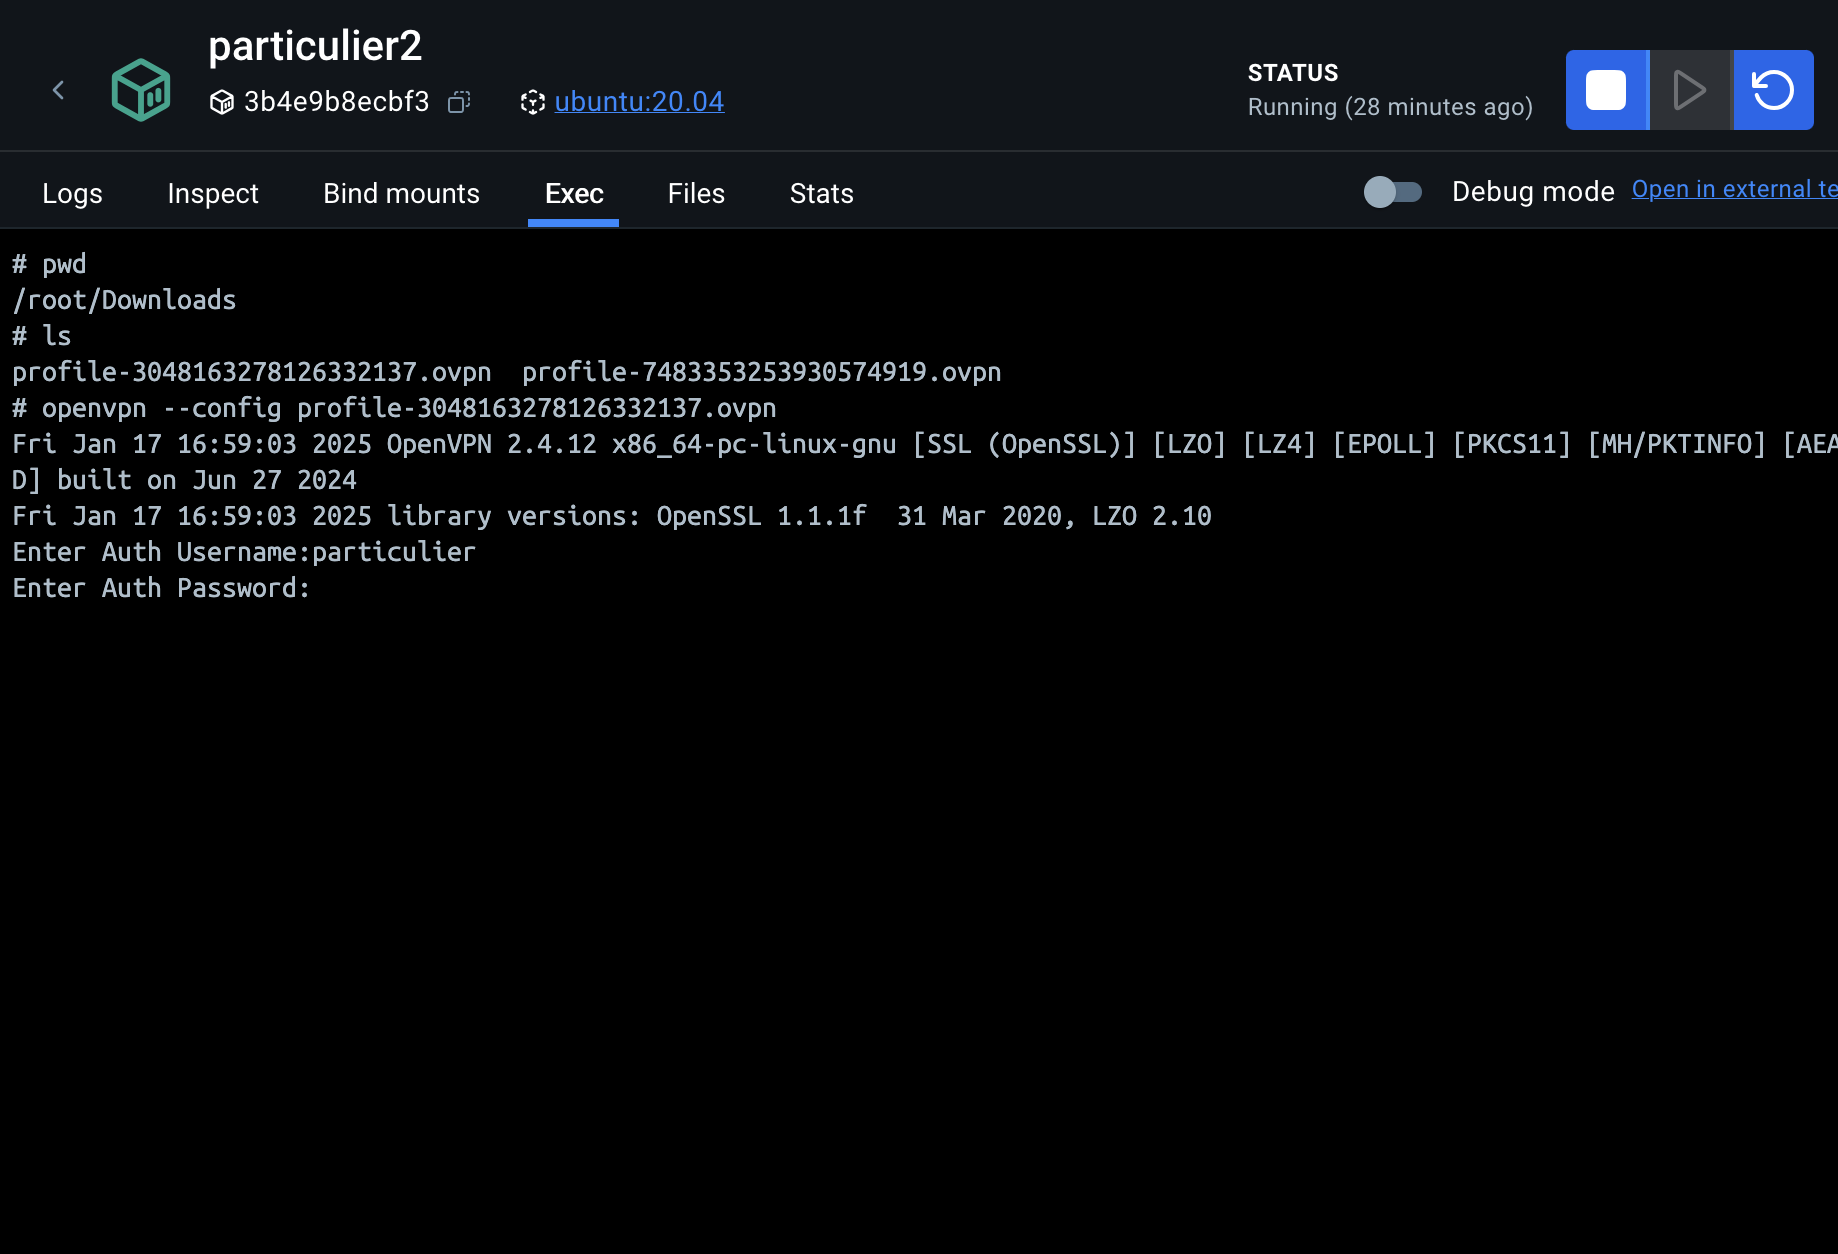 particulier2
3b4e9b8ecbf3 ubuntu:20.04
STATUS
Running (28 minutes ago)
Logs Inspect Bind mounts Exec Files Stats Debug mode Open in external te
# pwd
/root/Downloads
# ls
profile-3048163278126332137.ovpn  profile-7483353253930574919.ovpn
# openvpn --config profile-3048163278126332137.ovpn
Fri Jan 17 16:59:03 2025 OpenVPN 2.4.12 x86_64-pc-linux-gnu [SSL (OpenSSL)] [LZO] [LZ4] [EPOLL] [PKCS11] [MH/PKTINFO] [AEA
D] built on Jun 27 2024
Fri Jan 17 16:59:03 2025 library versions: OpenSSL 1.1.1f  31 Mar 2020, LZO 2.10
Enter Auth Username:particulier
Enter Auth Password: